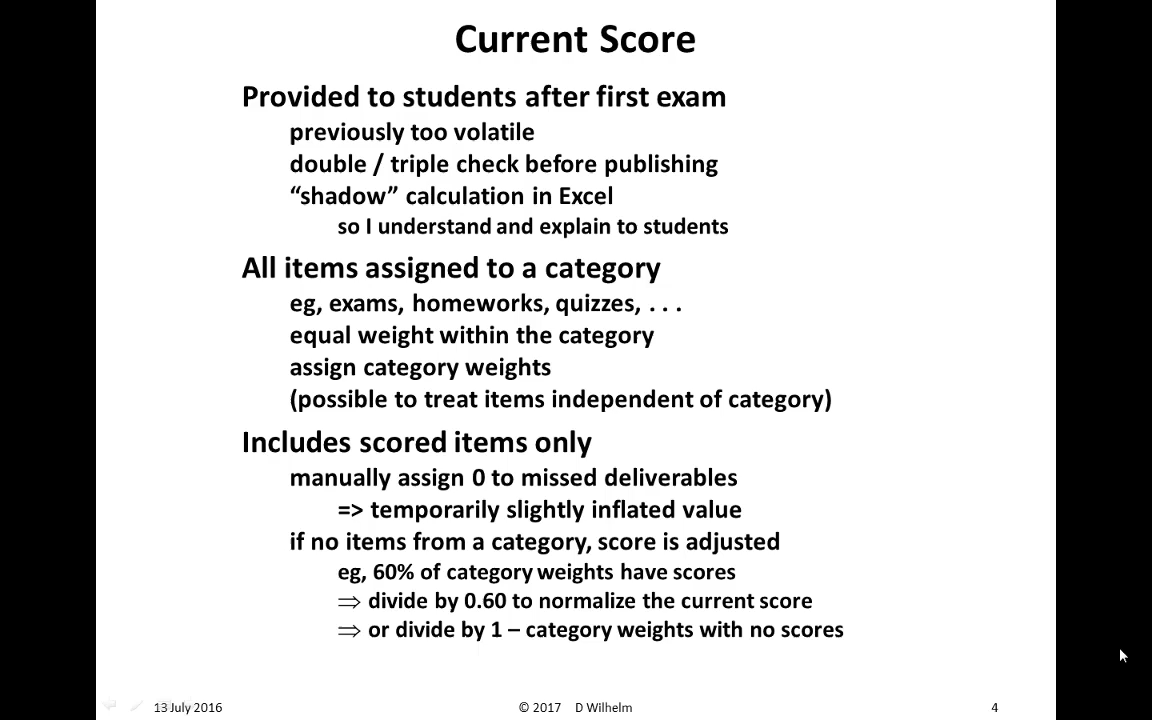 Current Score
Provided to students after first exam
previously too volatile
double / triple check before publishing
“shadow” calculation in Excel
so I understand and explain to students
All items assigned to a category
eg, exams, homeworks, quizzes, . . .
equal weight within the category
assign category weights
(possible to treat items independent of category)
Includes scored items only
manually assign 0 to missed deliverables
=> temporarily slightly inflated value
if no items from a category, score is adjusted
eg, 60% of category weights have scores
⇒ divide by 0.60 to normalize the current score
⇒ or divide by 1 – category weights with no scores
13 July 2016
© 2017 D Wilhelm
4